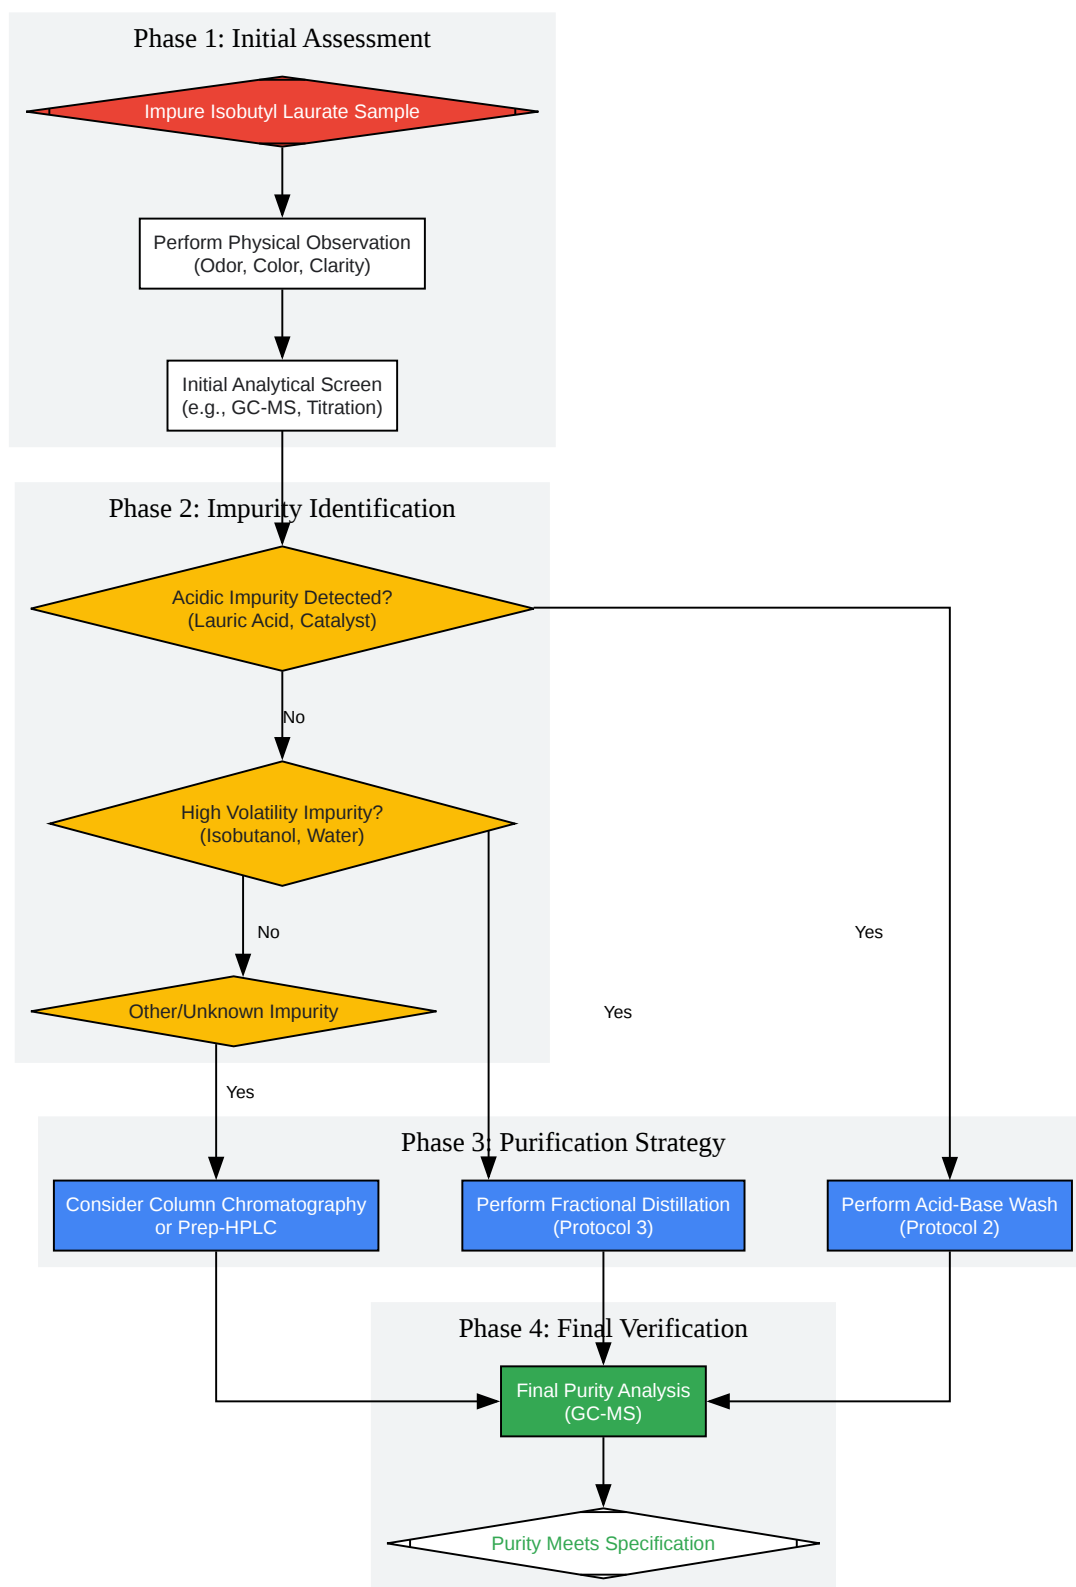 Phase 1: Initial Assessment
Impure Isobutyl Laurate Sample
Perform Physical Observation
(Odor, Color, Clarity)
Initial Analytical Screen
(e.g., GC-MS, Titration)
Phase 2: Impurity Identification
Acidic Impurity Detected?
(Lauric Acid, Catalyst)
No
High Volatility Impurity?
(Isobutanol, Water)
No
Yes
Other/Unknown Impurity
Yes
Yes
Phase 3: Purification Strategy
Consider Column Chromatography
or Prep-HPLC
Perform Fractional Distillation
(Protocol 3)
Perform Acid-Base Wash
(Protocol 2)
Phase 4: Final Verification
Final Purity Analysis
(GC-MS)
Purity Meets Specification